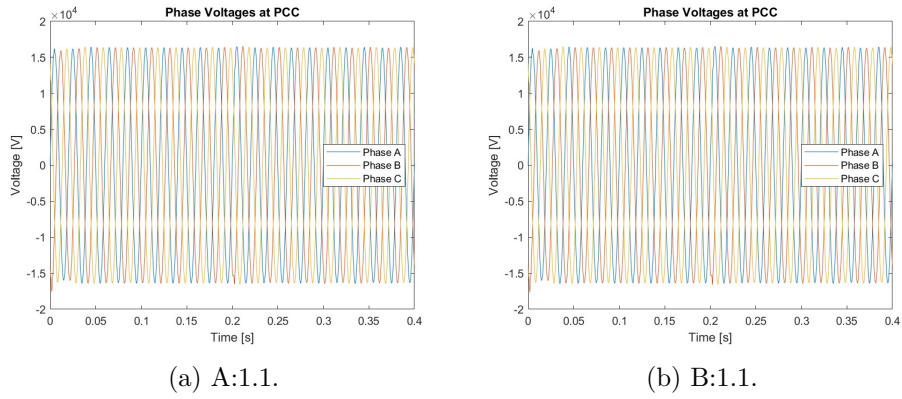 Phase Voltages at PCC
×10⁴
2
1.5
1
0.5
0
-0.5
-1
-1.5
-2
Voltage [V]
Phase A
Phase B
Phase C
0 0.05 0.1 0.15 0.2 0.25 0.3 0.35 0.4
Time [s]
(a) A:1.1.
Phase Voltages at PCC
×10⁴
2
1.5
1
0.5
0
-0.5
-1
-1.5
-2
Voltage [V]
Phase A
Phase B
Phase C
0 0.05 0.1 0.15 0.2 0.25 0.3 0.35 0.4
Time [s]
(b) B:1.1.